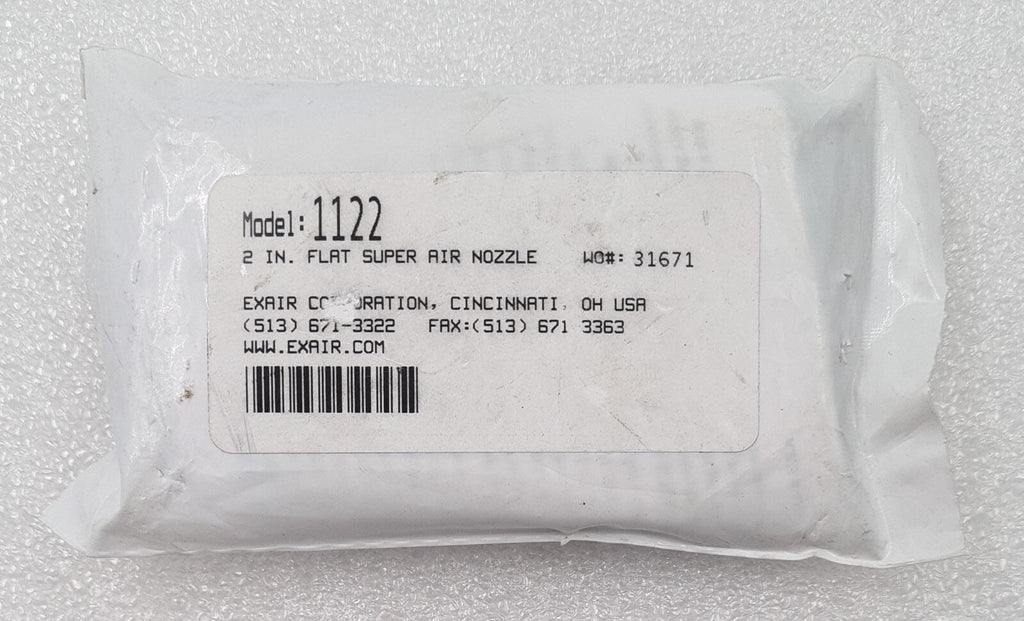 Model: 1122
2 IN. FLAT SUPER AIR NOZZLE WO#: 31671
EXAIR CORPORATION, CINCINNATI, OH USA
(513) 671-3322 FAX:(513) 671 3363
WWW.EXAIR.COM